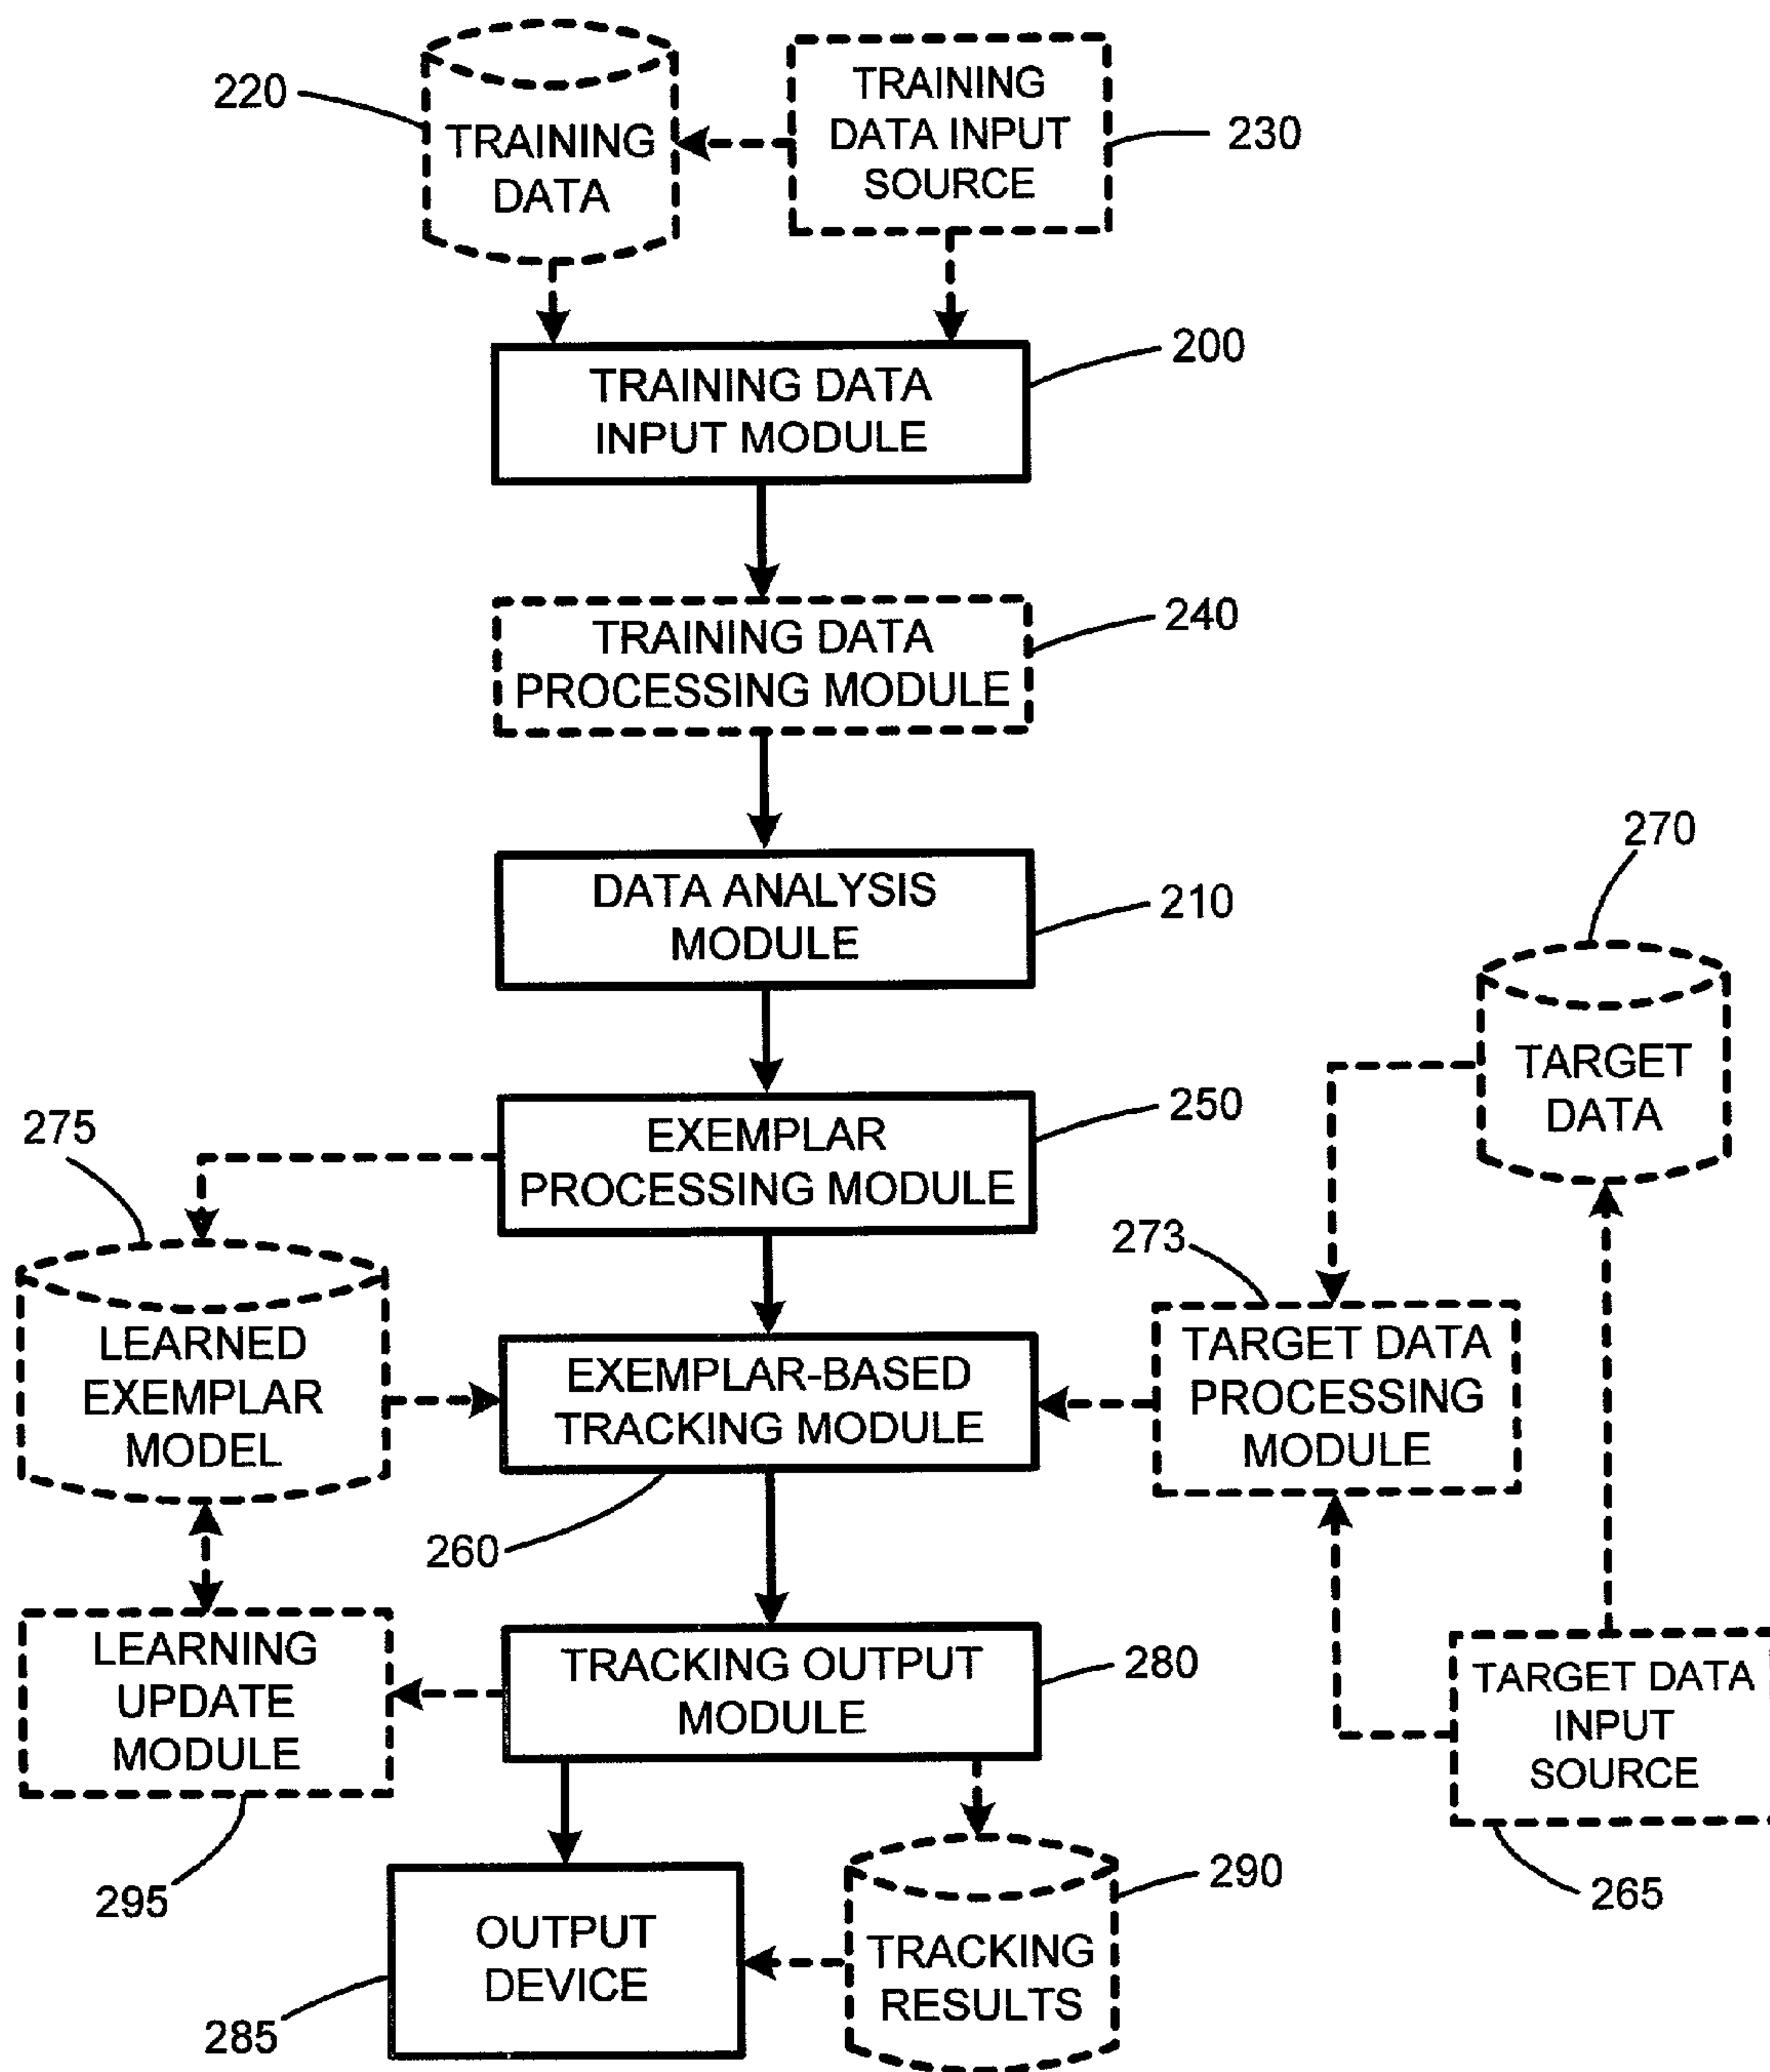 220
TRAINING
DATA
TRAINING
DATA INPUT
SOURCE
230
TRAINING DATA
INPUT MODULE
200
TRAINING DATA
PROCESSING MODULE
240
DATA ANALYSIS
MODULE
210
270
TARGET
DATA
EXEMPLAR
PROCESSING MODULE
250
275
LEARNED
EXEMPLAR
MODEL
EXEMPLAR-BASED
TRACKING MODULE
260
273
TARGET DATA
PROCESSING
MODULE
LEARNING
UPDATE
MODULE
295
TRACKING OUTPUT
MODULE
280
TARGET DATA
INPUT
SOURCE
265
OUTPUT
DEVICE
285
TRACKING
RESULTS
290